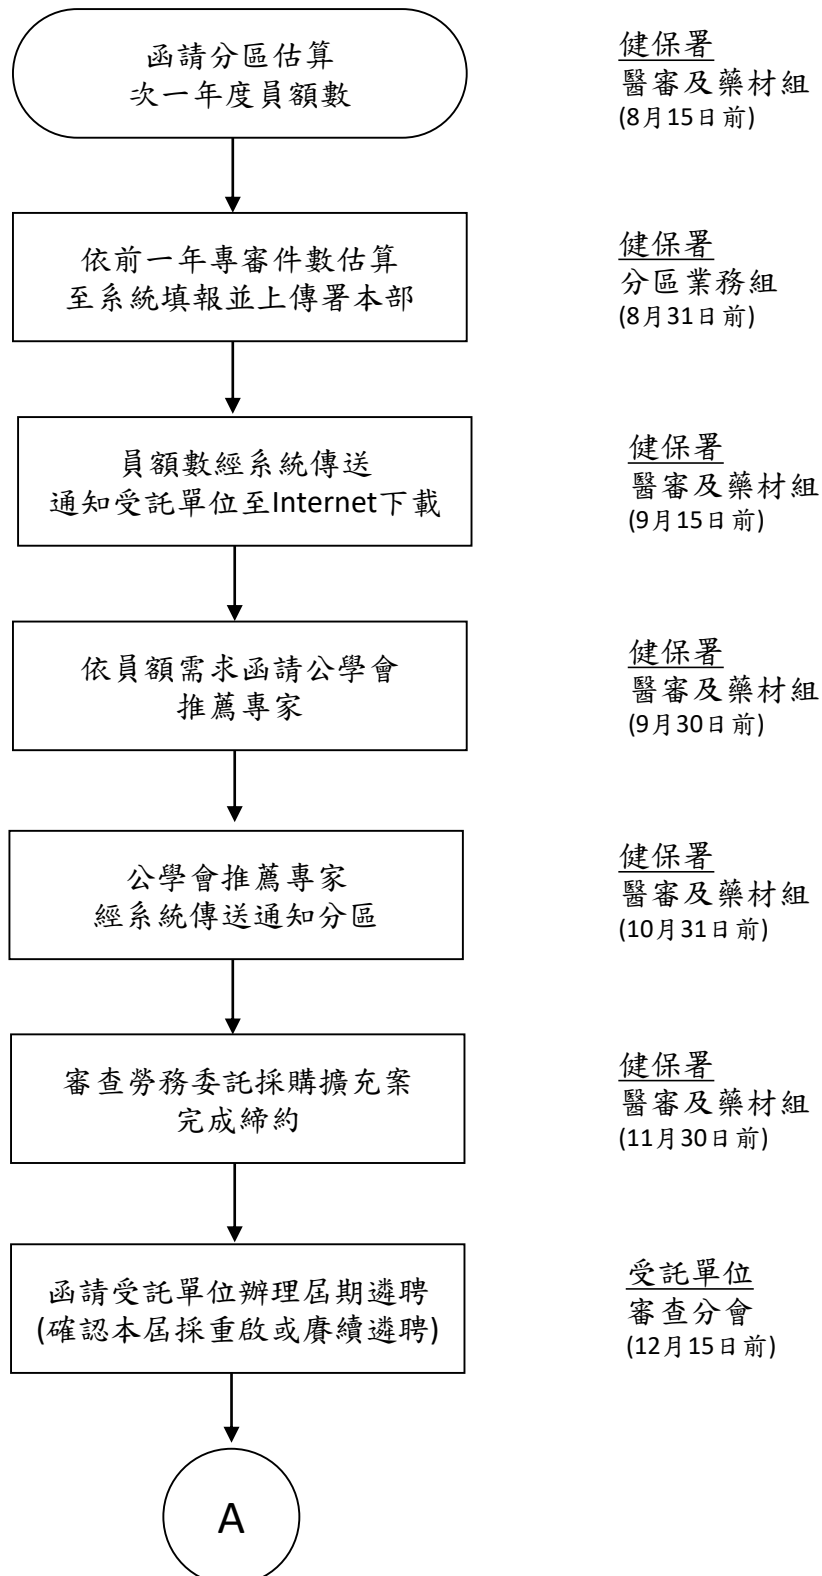 函請分區估算
次一年度員額數
健保署
醫審及藥材組
(8月15日前)
依前一年專審件數估算
至系統填報並上傳署本部
健保署
分區業務組
(8月31日前)
員額數經系統傳送
通知受託單位至Internet下載
健保署
醫審及藥材組
(9月15日前)
依員額需求函請公學會
推薦專家
健保署
醫審及藥材組
(9月30日前)
公學會推薦專家
經系統傳送通知分區
健保署
醫審及藥材組
(10月31日前)
審查勞務委託採購擴充案
完成締約
健保署
醫審及藥材組
(11月30日前)
函請受託單位辦理屆期遴聘
(確認本屆採重啟或賡續遴聘)
受託單位
審查分會
(12月15日前)
A